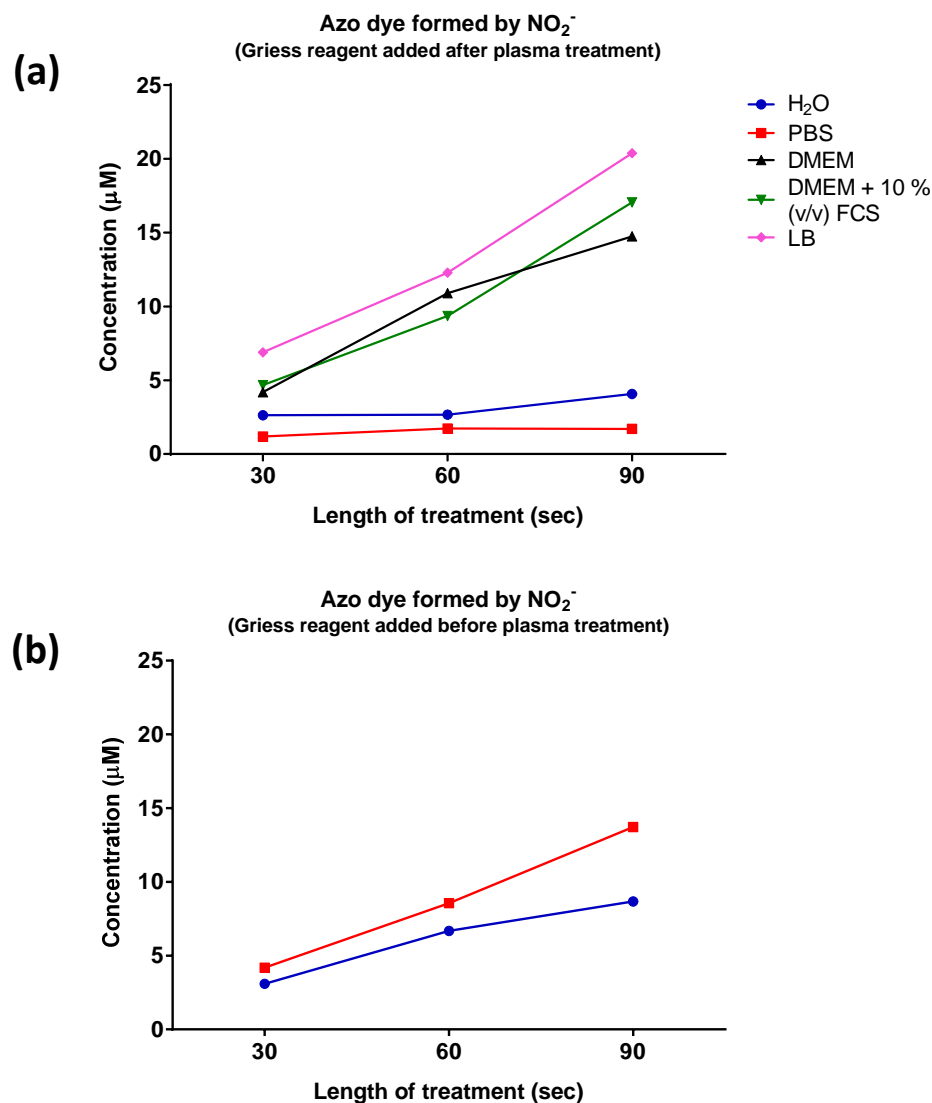 Azo dye formed by NO₂⁻
(Griess reagent added after plasma treatment)
(a)
25
20
15
10
5
0
Concentration (μM)
30 60 90
Length of treatment (sec)
H₂O
PBS
DMEM
DMEM + 10 %
(v/v) FCS
LB
Azo dye formed by NO₂⁻
(Griess reagent added before plasma treatment)
(b)
25
20
15
10
5
0
Concentration (μM)
30 60 90
Length of treatment (sec)